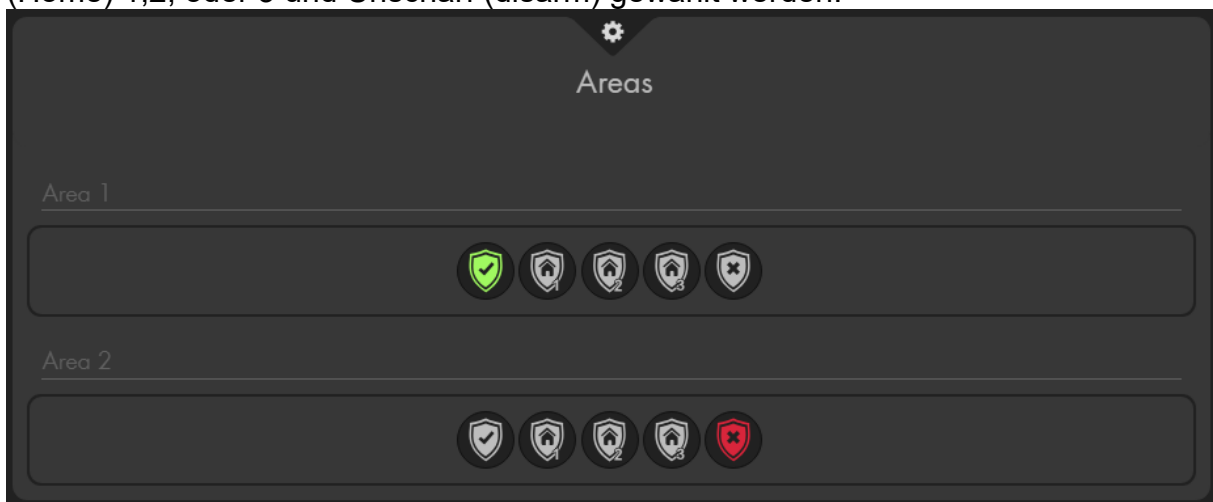 (Home) 1,2, oder 3 und Unscharf (disarm) gewählt werden.
Areas
Area 1
1 2 3
Area 2
1 2 3